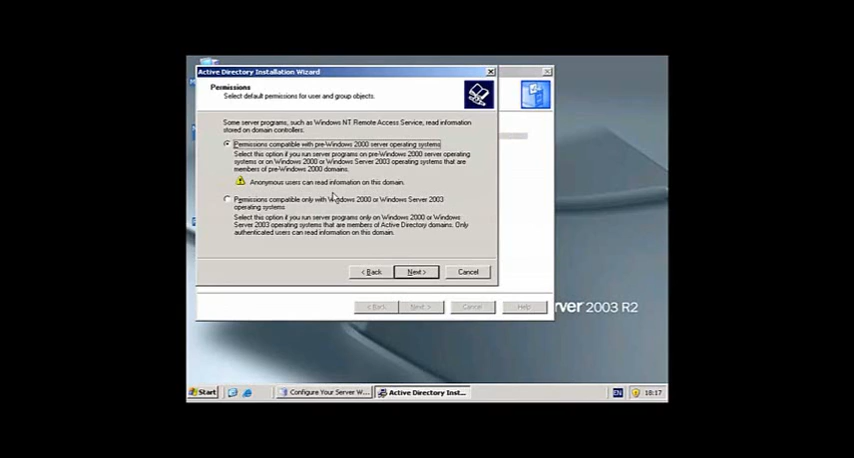 Active Directory Installation Wizard
Permissions
Select default permissions for user and group objects.
Some server programs, such as Windows NT Remote Access Service, read information
stored on domain controllers.
Permissions compatible with pre-Windows 2000 server operating systems
Select this option if you run server programs on pre-Windows 2000 server operating
systems or on Windows 2000 or Windows Server 2003 operating systems that are
members of pre-Windows 2000 domains.
Anonymous users can read information on this domain.
Permissions compatible only with Windows 2000 or Windows Server 2003
operating systems
Select this option if you run server programs only on Windows 2000 or Windows
Server 2003 operating systems that are members of Active Directory domains. Only
authenticated users can read information on this domain.
< Back Next > Cancel
< Back Next > Cancel Help
rver 2003 R2
Start Configure Your Server W... Active Directory Inst... EN 18:17